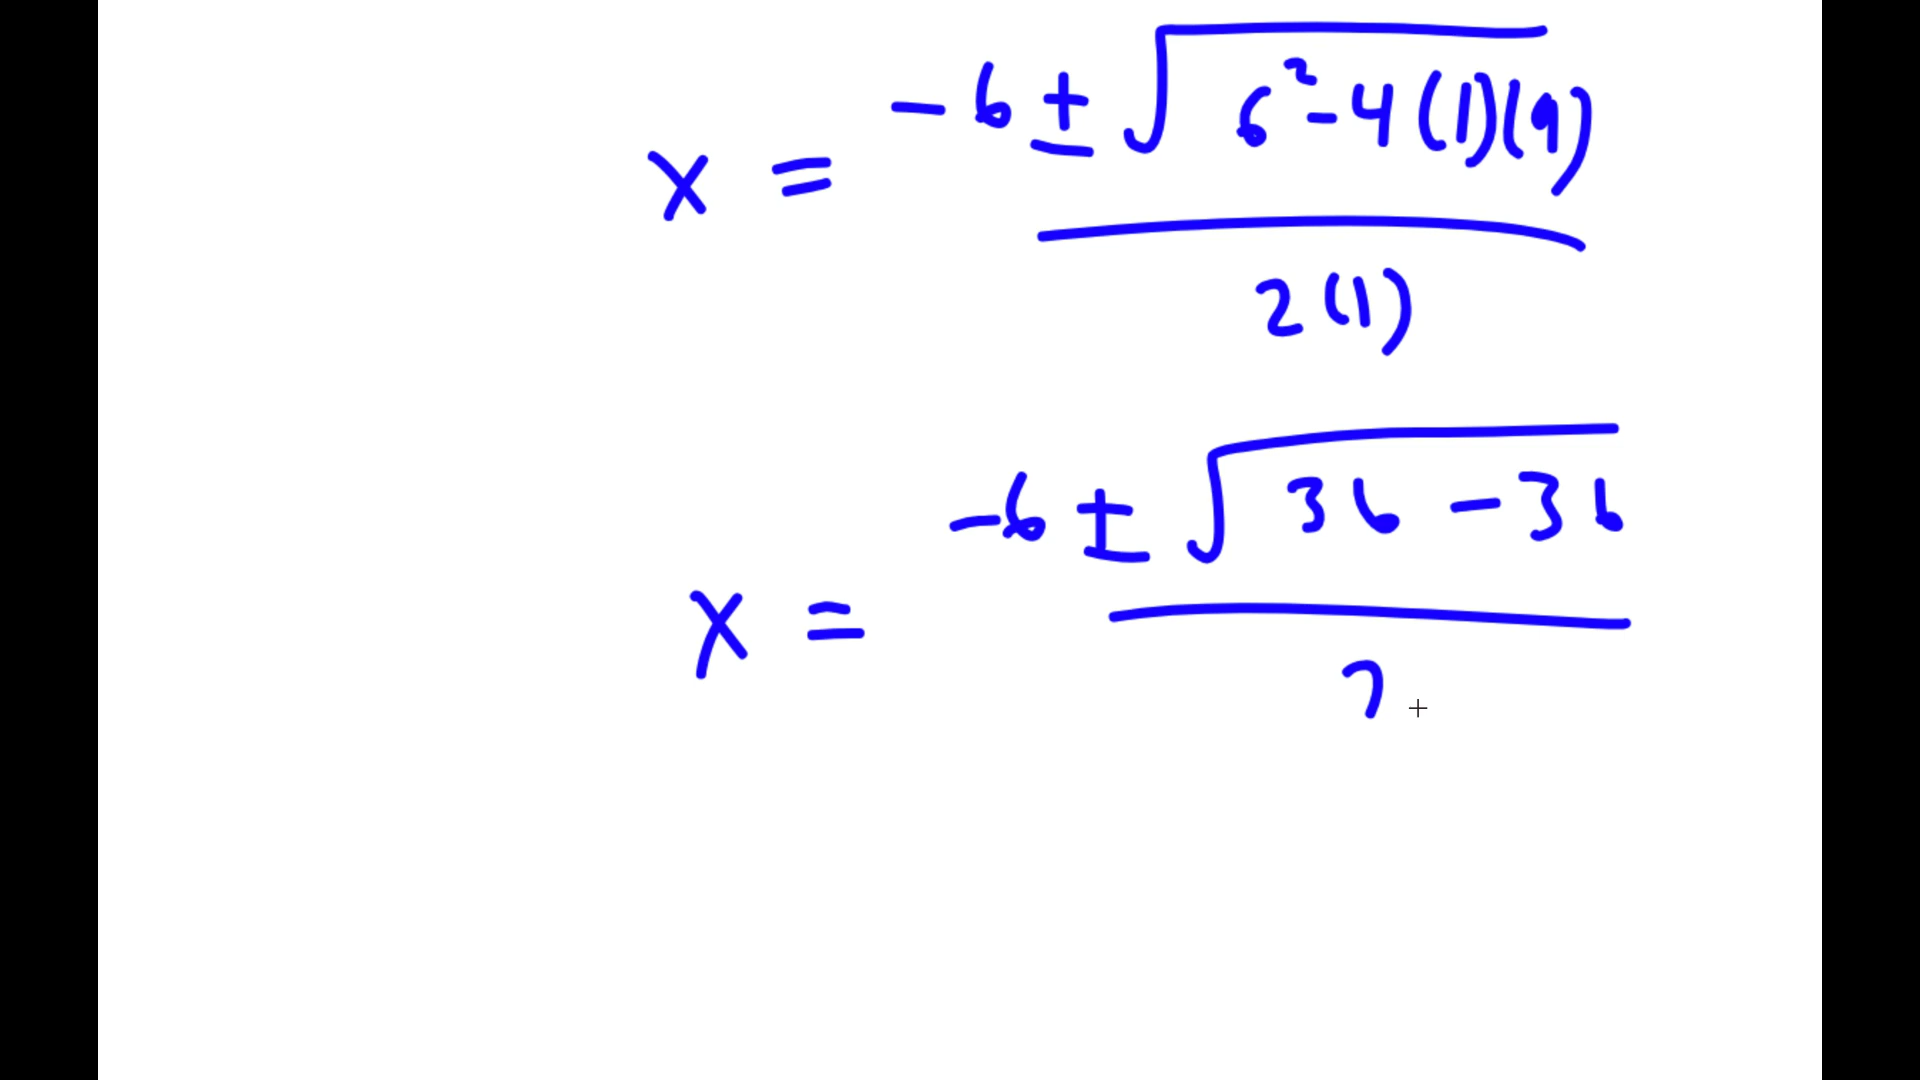 x = -6 ± √(6² - 4(1)(9)) / 2(1)
x = -6 ± √(36 - 36) / 2